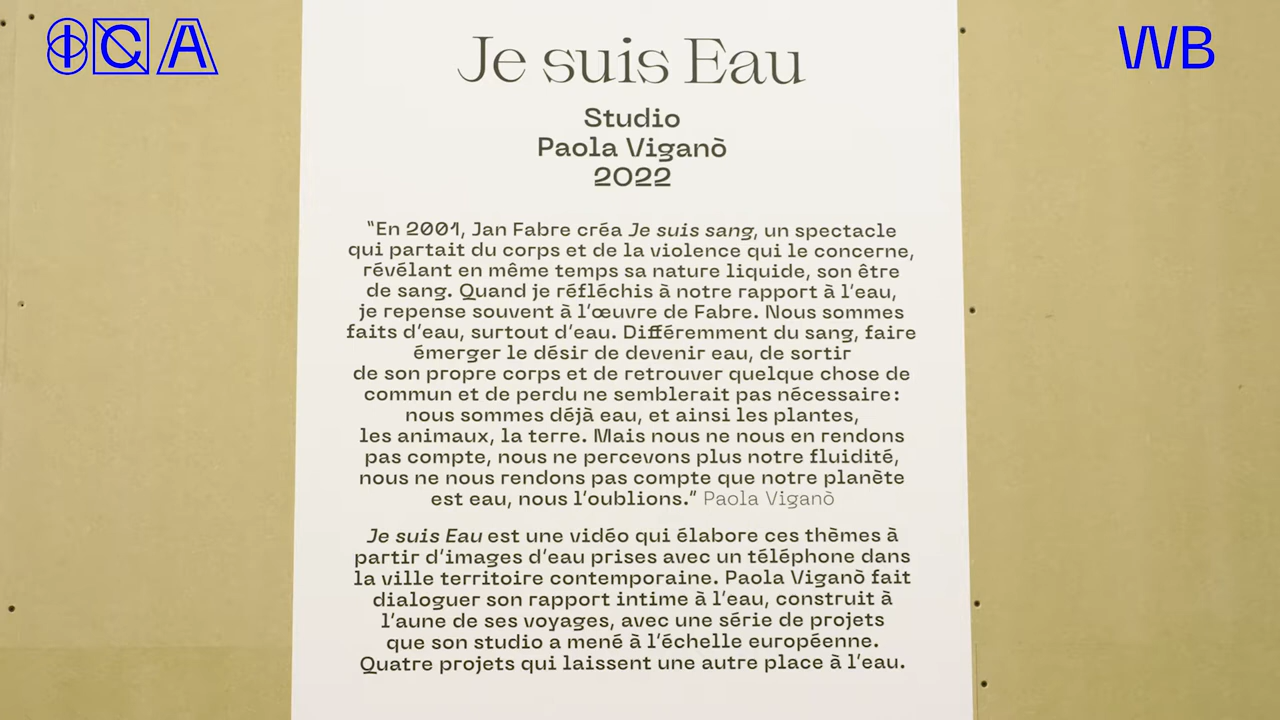 ICA
WB
Je suis Eau
Studio
Paola Viganò
2022
“En 2001, Jan Fabre créa Je suis sang, un spectacle
qui partait du corps et de la violence qui le concerne,
révélant en même temps sa nature liquide, son être
de sang. Quand je réfléchis à notre rapport à l’eau,
je repense souvent à l’œuvre de Fabre. Nous sommes
faits d’eau, surtout d’eau. Différemment du sang, faire
émerger le désir de devenir eau, de sortir
de son propre corps et de retrouver quelque chose de
commun et de perdu ne semblerait pas nécessaire :
nous sommes déjà eau, et ainsi les plantes,
les animaux, la terre. Mais nous ne nous en rendons
pas compte, nous ne percevons plus notre fluidité,
nous ne nous rendons pas compte que notre planète
est eau, nous l’oublions.” Paola Viganò
Je suis Eau est une vidéo qui élabore ces thèmes à
partir d’images d’eau prises avec un téléphone dans
la ville territoire contemporaine. Paola Viganò fait
dialoguer son rapport intime à l’eau, construit à
l’aune de ses voyages, avec une série de projets
que son studio a mené à l’échelle européenne.
Quatre projets qui laissent une autre place à l’eau.